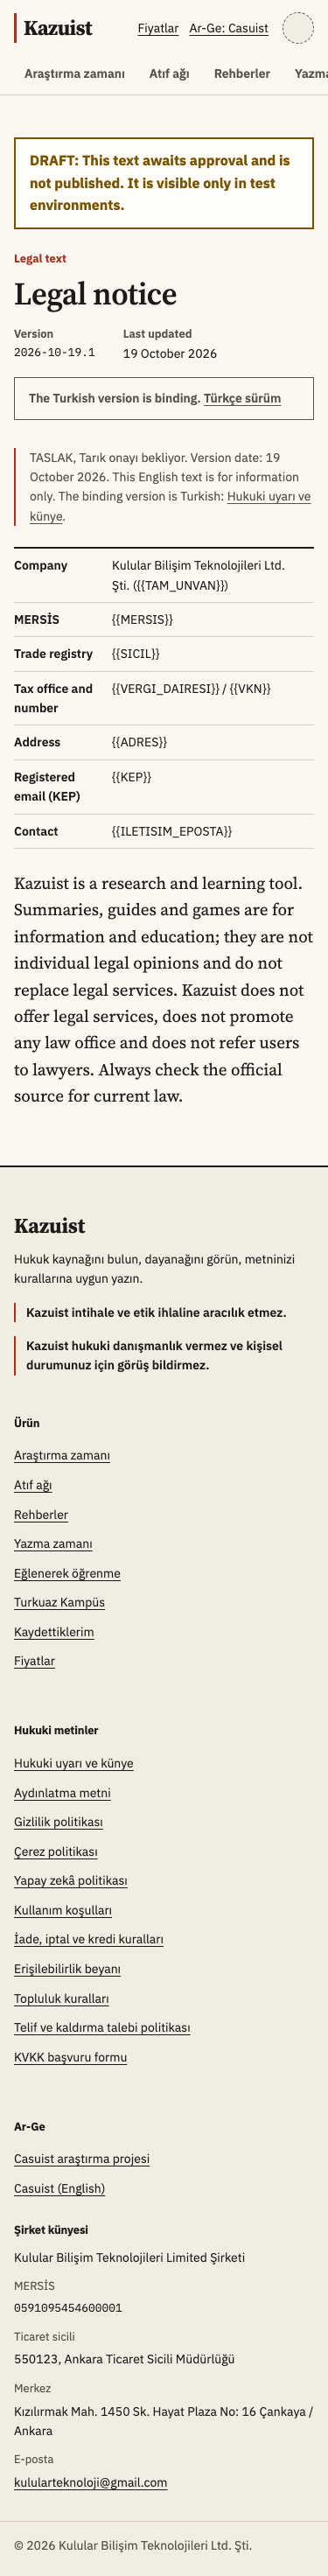 Kazuist
Fiyatlar Ar-Ge: Casuist
Araştırma zamanı Atıf ağı Rehberler Yazma
DRAFT: This text awaits approval and is
not published. It is visible only in test
environments.
Legal text
Legal notice
Version Last updated
2026-10-19.1 19 October 2026
The Turkish version is binding. Türkçe sürüm
TASLAK, Tarık onayı bekliyor. Version date: 19
October 2026. This English text is for information
only. The binding version is Turkish: Hukuki uyarı ve
künye.
Company Kulular Bilişim Teknolojileri Ltd.
Şti. ({{TAM_UNVAN}})
MERSİS {{MERSIS}}
Trade registry {{SICIL}}
Tax office and {{VERGI_DAIRESI}} / {{VKN}}
number
Address {{ADRES}}
Registered {{KEP}}
email (KEP)
Contact {{ILETISIM_EPOSTA}}
Kazuist is a research and learning tool.
Summaries, guides and games are for
information and education; they are not
individual legal opinions and do not
replace legal services. Kazuist does not
offer legal services, does not promote
any law office and does not refer users
to lawyers. Always check the official
source for current law.
Kazuist
Hukuk kaynağını bulun, dayanağını görün, metninizi
kurallarına uygun yazın.
Kazuist intihale ve etik ihlaline aracılık etmez.
Kazuist hukuki danışmanlık vermez ve kişisel
durumunuz için görüş bildirmez.
Ürün
Araştırma zamanı
Atıf ağı
Rehberler
Yazma zamanı
Eğlenerek öğrenme
Turkuaz Kampüs
Kaydettiklerim
Fiyatlar
Hukuki metinler
Hukuki uyarı ve künye
Aydınlatma metni
Gizlilik politikası
Çerez politikası
Yapay zekâ politikası
Kullanım koşulları
İade, iptal ve kredi kuralları
Erişilebilirlik beyanı
Topluluk kuralları
Telif ve kaldırma talebi politikası
KVKK başvuru formu
Ar-Ge
Casuist araştırma projesi
Casuist (English)
Şirket künyesi
Kulular Bilişim Teknolojileri Limited Şirketi
MERSİS
0591095454600001
Ticaret sicili
550123, Ankara Ticaret Sicili Müdürlüğü
Merkez
Kızılırmak Mah. 1450 Sk. Hayat Plaza No: 16 Çankaya /
Ankara
E-posta
kulularteknoloji@gmail.com
© 2026 Kulular Bilişim Teknolojileri Ltd. Şti.